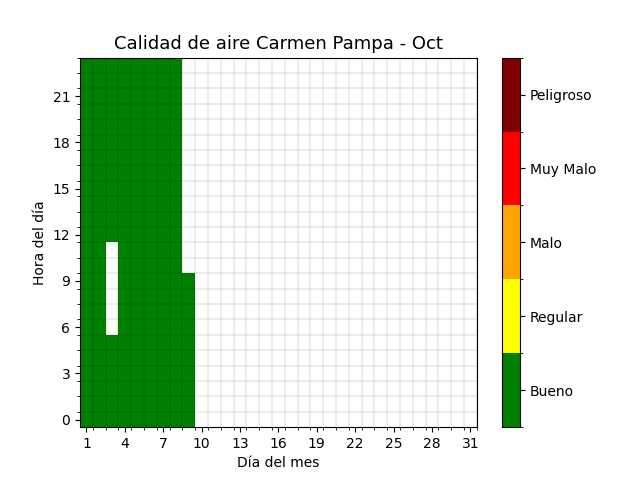 Calidad de aire Carmen Pampa - Oct
Hora del día
21
18
15
12
9
6
3
0
1 4 7 10 13 16 19 22 25 28 31
Día del mes
Peligroso
Muy Malo
Malo
Regular
Bueno